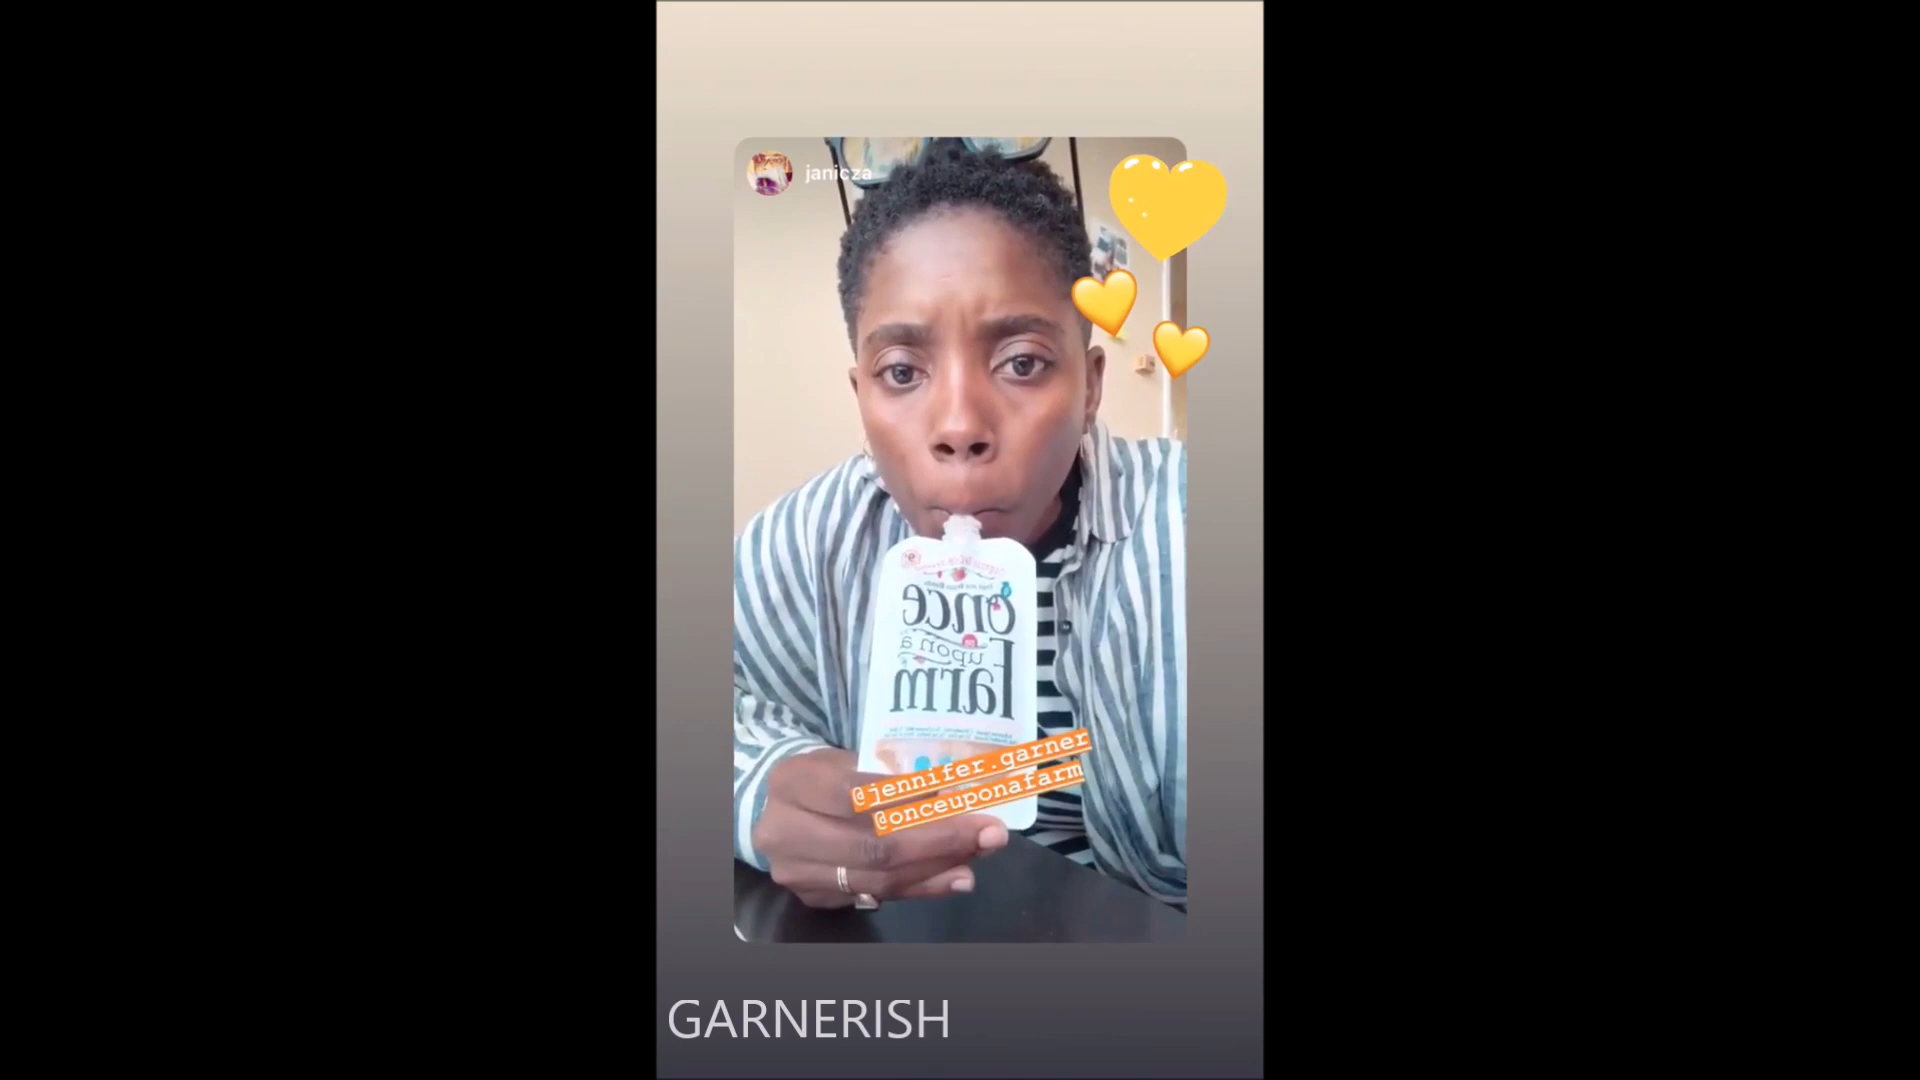 janicza
once
upon a
farm
@jennifer.garner
@onceuponafarm
GARNERISH